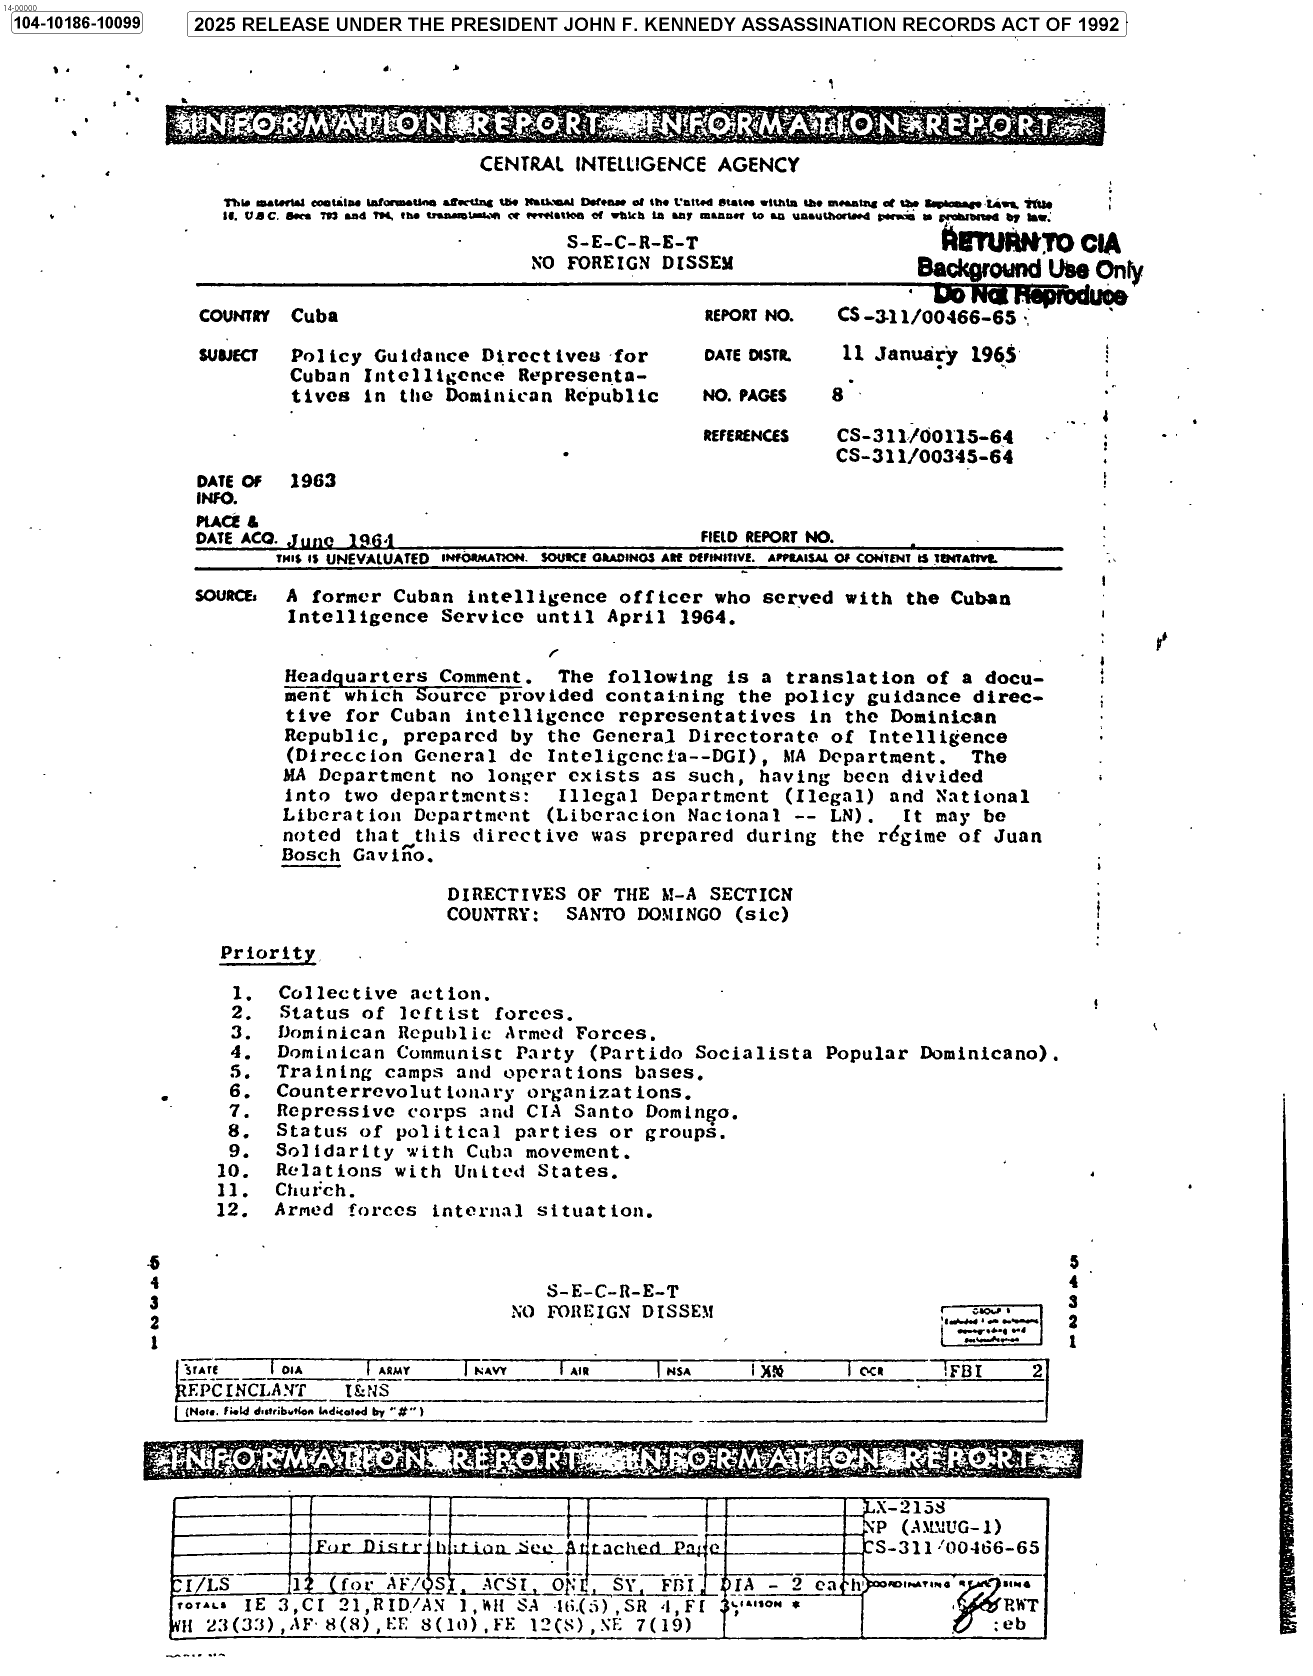 14-00000
104-10186-10099
2025 RELEASE UNDER THE PRESIDENT JOHN F. KENNEDY ASSASSINATION RECORDS ACT OF 1992
INFORMATION REPORT INFORMATION REPORT
CENTRAL INTELLIGENCE AGENCY
This material contains information affecting the National Defense of the United States within the meaning of the Espionage Laws, Title
18, U.S.C. Secs 793 and 794, the transmission or revelation of which in any manner to an unauthorized person is prohibited by law.
S-E-C-R-E-T
NO FOREIGN DISSEM
RETURN TO CIA
Background Use Only
Do Not Reproduce
COUNTRY Cuba
REPORT NO. CS-311/00466-65
SUBJECT Policy Guidance Directives for
Cuban Intelligence Representa-
tives in the Dominican Republic
DATE DISTR. 11 January 1965
NO. PAGES 8
REFERENCES CS-311/00115-64
CS-311/00345-64
DATE OF INFO. 1963
PLACE &
DATE ACQ. June 1964
FIELD REPORT NO.
THIS IS UNEVALUATED INFORMATION. SOURCE GRADINGS ARE DEFINITIVE. APPRAISAL OF CONTENT IS TENTATIVE.
SOURCE: A former Cuban intelligence officer who served with the Cuban
Intelligence Service until April 1964.
Headquarters Comment. The following is a translation of a docu-
ment which Source provided containing the policy guidance direc-
tive for Cuban intelligence representatives in the Dominican
Republic, prepared by the General Directorate of Intelligence
(Direccion General de Inteligencia--DGI), MA Department. The
MA Department no longer exists as such, having been divided
into two departments: Illegal Department (Ilegal) and National
Liberation Department (Liberacion Nacional -- LN). It may be
noted that this directive was prepared during the régime of Juan
Bosch Gaviño.
DIRECTIVES OF THE M-A SECTION
COUNTRY: SANTO DOMINGO (sic)
Priority
1. Collective action.
2. Status of leftist forces.
3. Dominican Republic Armed Forces.
4. Dominican Communist Party (Partido Socialista Popular Dominicano).
5. Training camps and operations bases.
6. Counterrevolutionary organizations.
7. Repressive corps and CIA Santo Domingo.
8. Status of political parties or groups.
9. Solidarity with Cuba movement.
10. Relations with United States.
11. Church.
12. Armed forces internal situation.
5 5
4 4
3 3
2 2
1 1
S-E-C-R-E-T
NO FOREIGN DISSEM
GROUP 1
Excluded from automatic
downgrading and
declassification
STATE DIA ARMY NAVY AIR NSA OCR FBI 2
REPCINCLANT I&NS
(Note. Field distribution indicated by "#")
INFORMATION REPORT INFORMATION REPORT
LX-2158
NP (AMMUG-1)
For Distribution See Attached Page CS-311/00466-65
CI/LS 12 (for AF/OSI, ACSI, ONI, SY, FBI, DIA - 2 each) COORDINATING RELEASING
TOTALS IE 3,CI 21,RID/AN 1,WH SA 46(5),SR 4,FI 3, LIAISON * RWT
WH 23(33),AF 8(8),EE 8(10),FE 12(8),NE 7(19) :eb